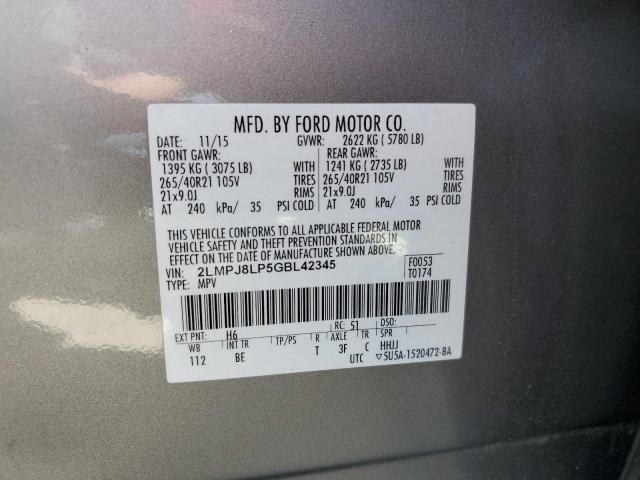 MFD. BY FORD MOTOR CO.
DATE: 11/15 GVWR: 2622 KG ( 5780 LB)
FRONT GAWR: REAR GAWR:
1395 KG ( 3075 LB) 1241 KG ( 2735 LB)
265/40R21 105V TIRES 265/40R21 105V TIRES
21x9.0J RIMS 21x9.0J RIMS
AT 240 kPa/ 35 PSI COLD AT 240 kPa/ 35 PSI COLD
THIS VEHICLE CONFORMS TO ALL APPLICABLE FEDERAL MOTOR
VEHICLE SAFETY AND THEFT PREVENTION STANDARDS IN
EFFECT ON THE DATE OF MANUFACTURE SHOWN ABOVE.
VIN: 2LMPJ8LP5GBL42345 F0053
TYPE: MPV T0174
EXT PNT: H6 RC: 51 DSO:
WB INT TR TP/PS R AXLE TR SPR
112 BE T 3F C HHJJ
UTC ▽5U5A-1520472-BA